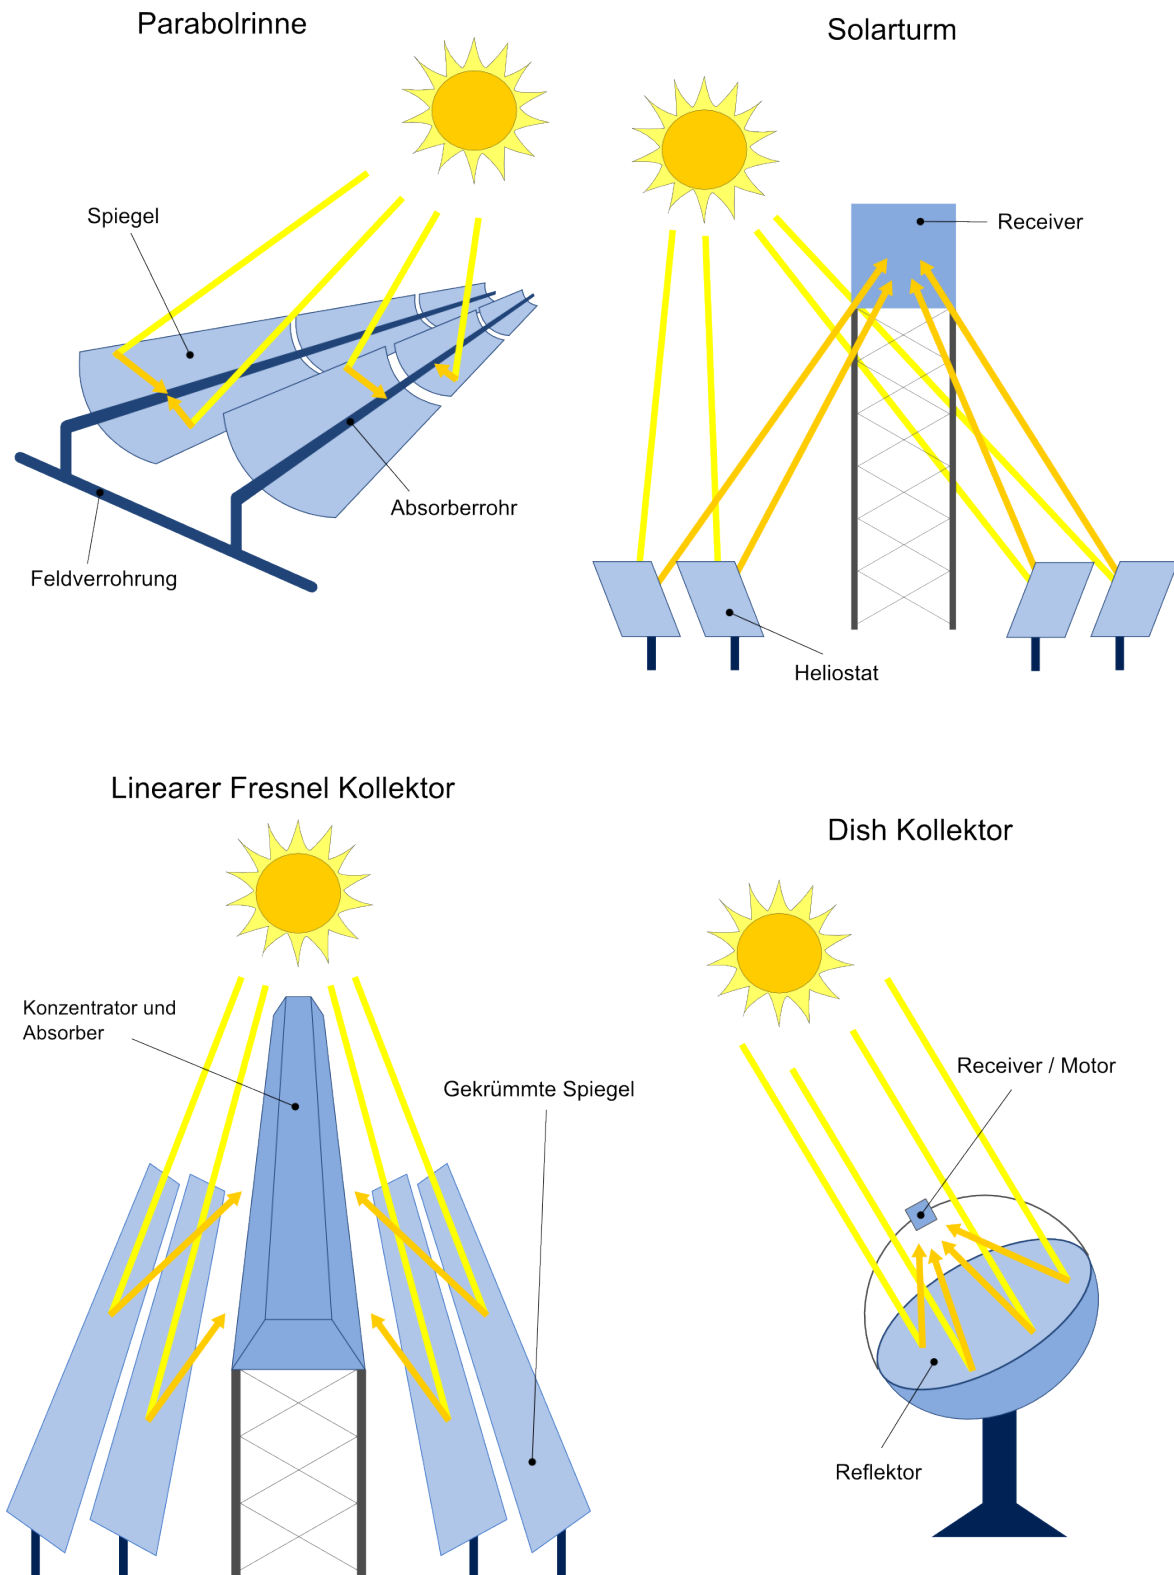 Parabolrinne
Spiegel
Absorberrohr
Feldverrohrung
Solarturm
Receiver
Heliostat
Linearer Fresnel Kollektor
Konzentrator und
Absorber
Gekrümmte Spiegel
Dish Kollektor
Receiver / Motor
Reflektor